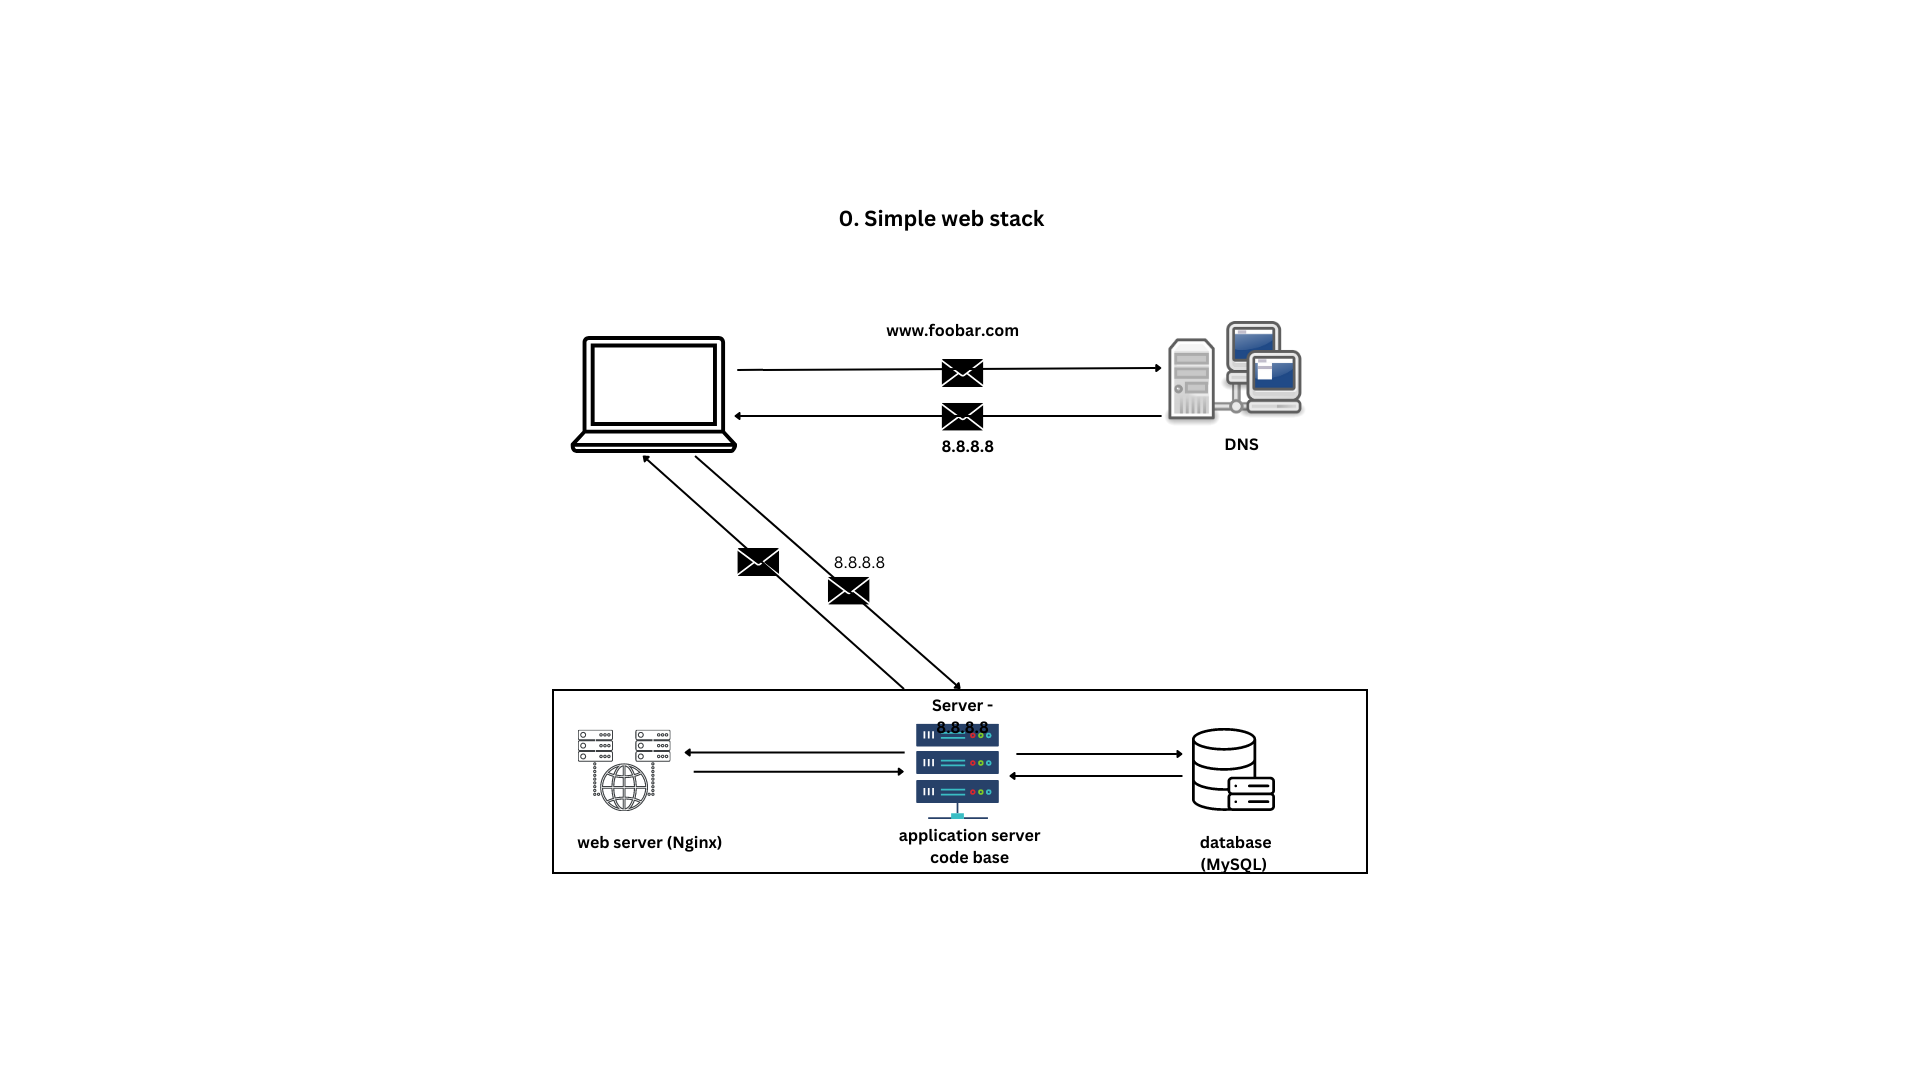 0. Simple web stack
www.foobar.com
8.8.8.8
DNS
8.8.8.8
Server -
8.8.8.8
web server (Nginx)
application server
code base
database
(MySQL)